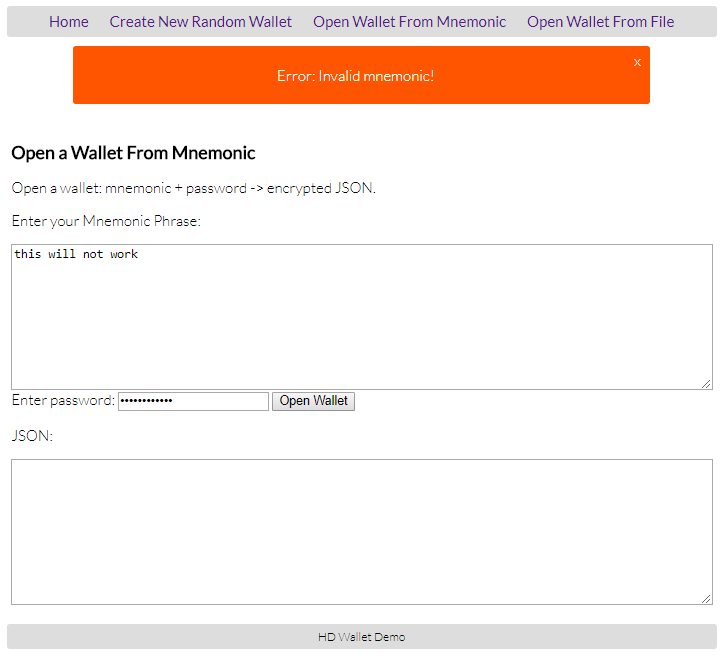 Home Create New Random Wallet Open Wallet From Mnemonic Open Wallet From File
x
Error: Invalid mnemonic!
Open a Wallet From Mnemonic
Open a wallet: mnemonic + password -> encrypted JSON.
Enter your Mnemonic Phrase:
this will not work
Enter password: •••••••••••• Open Wallet
JSON:
HD Wallet Demo